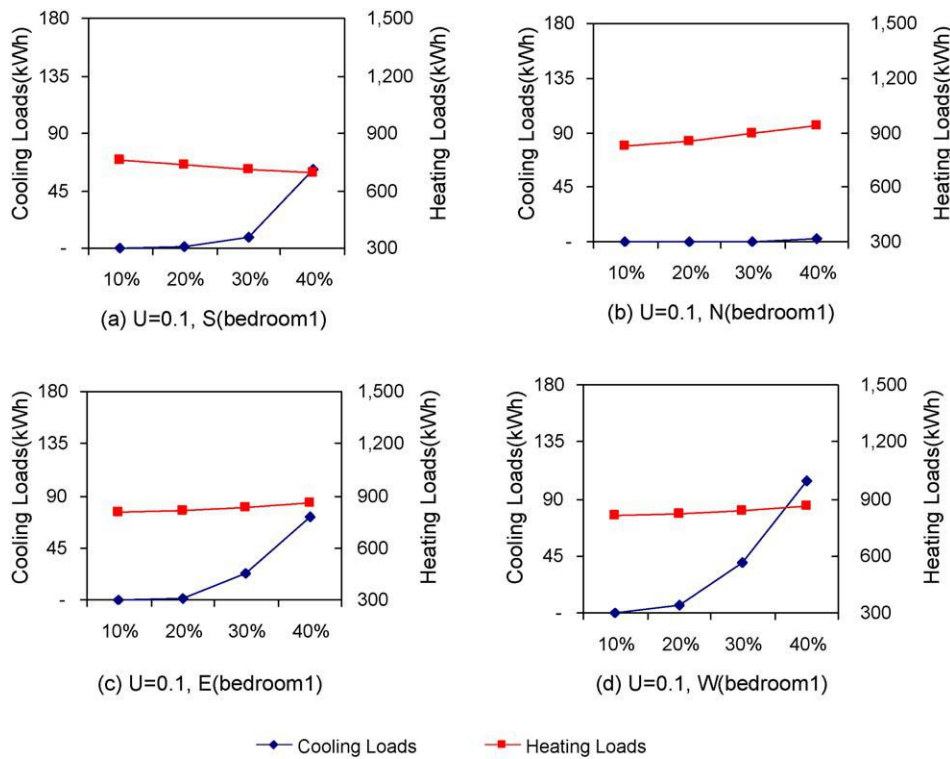 180 1,500 180 1,500
135 1,200 135 1,200
90 900 90 900
45 600 45 600
- 300 - 300
Cooling Loads(kWh) Heating Loads(kWh) Cooling Loads(kWh) Heating Loads(kWh)
10% 20% 30% 40% 10% 20% 30% 40%
(a) U=0.1, S(bedroom1) (b) U=0.1, N(bedroom1)
180 1,500 180 1,500
135 1,200 135 1,200
90 900 90 900
45 600 45 600
- 300 - 300
Cooling Loads(kWh) Heating Loads(kWh) Cooling Loads(kWh) Heating Loads(kWh)
10% 20% 30% 40% 10% 20% 30% 40%
(c) U=0.1, E(bedroom1) (d) U=0.1, W(bedroom1)
Cooling Loads Heating Loads